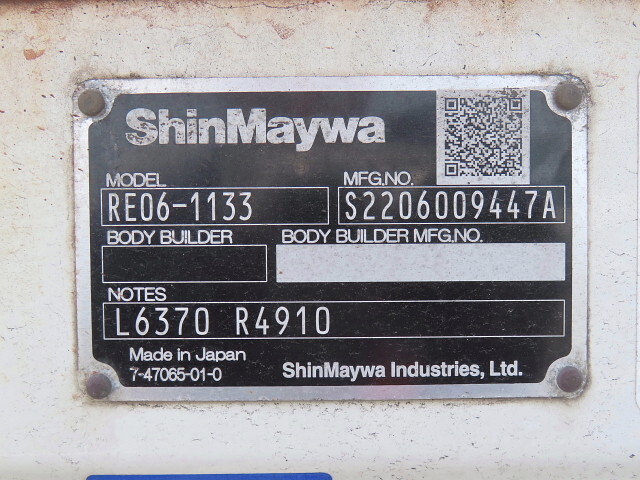 ShinMaywa
MODEL MFG.NO.
RE06-1133 S2206009447A
BODY BUILDER BODY BUILDER MFG.NO.
NOTES
L6370 R4910
Made in Japan
7-47065-01-0 ShinMaywa Industries, Ltd.